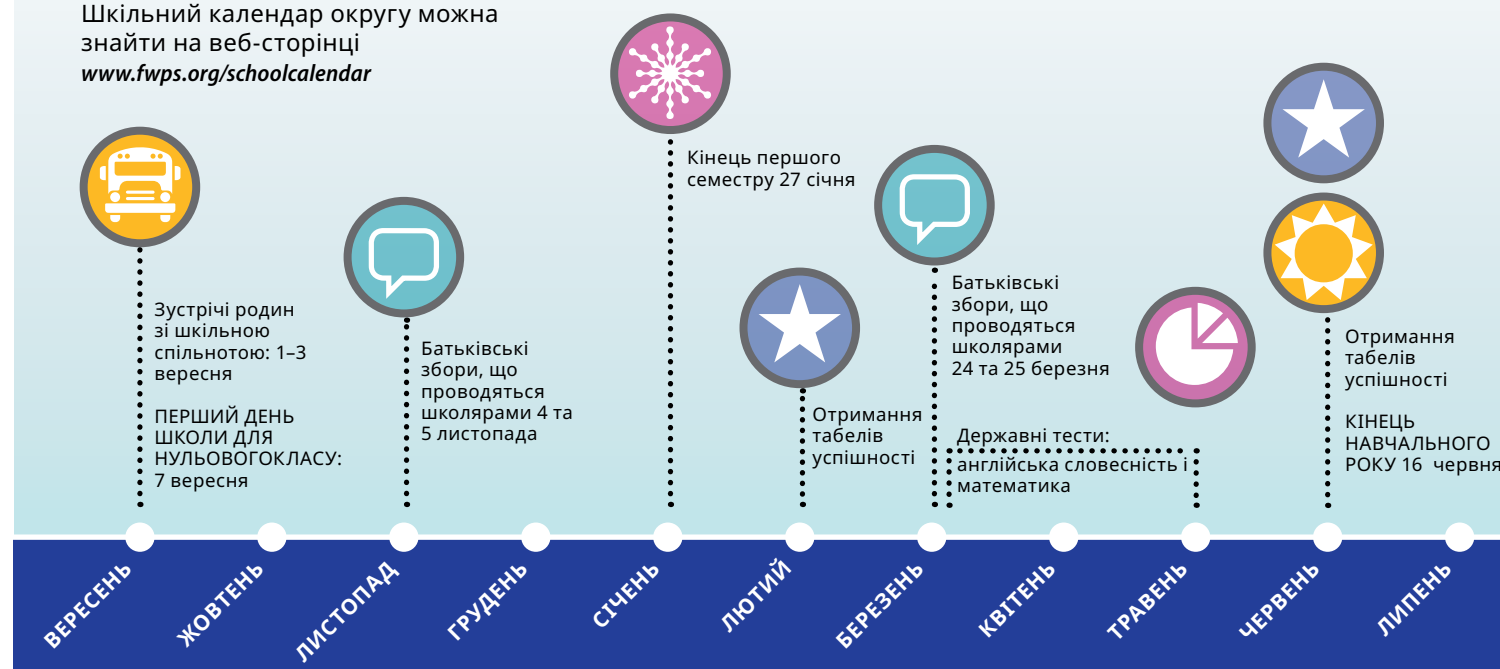 Шкільний календар округу можна
знайти на веб-сторінці
www.fwps.org/schoolcalendar
Зустрічі родин
зі шкільною
спільнотою: 1–3
вересня
ПЕРШИЙ ДЕНЬ
ШКОЛИ ДЛЯ
НУЛЬОВОГОКЛАСУ:
7 вересня
Батьківські
збори, що
проводяться
школярами 4 та
5 листопада
Кінець першого
семестру 27 січня
Отримання
табелів
успішності
Батьківські
збори, що
проводяться
школярами
24 та 25 березня
Державні тести:
англійська словесність і
математика
Отримання
табелів
успішності
КІНЕЦЬ
НАВЧАЛЬНОГО
РОКУ 16 червня
ВЕРЕСЕНЬ
ЖОВТЕНЬ
ЛИСТОПАД
ГРУДЕНЬ
СІЧЕНЬ
ЛЮТИЙ
БЕРЕЗЕНЬ
КВІТЕНЬ
ТРАВЕНЬ
ЧЕРВЕНЬ
ЛИПЕНЬ